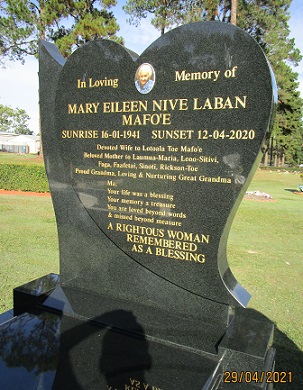 In Loving Memory of
MARY EILEEN NIVE LABAN
MAFO'E
SUNRISE 16-01-1941 SUNSET 12-04-2020
Devoted Wife to Lotoula Toe Mafo'e
Beloved Mother to Laumua-Maria, Leno-Sitivi,
Faga, Faafetai, Sinoti, Rickson-Toe
Proud Grandma, Loving & Nurturing Great Grandma
Ma,
Your life was a blessing
Your memory a treasure
You are loved beyond words
& missed beyond measure
A RIGHTOUS WOMAN
REMEMBERED
AS A BLESSING
29/04/2021